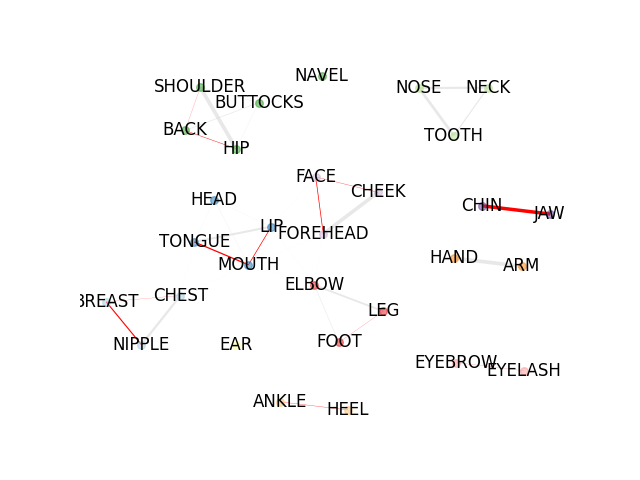 NAVEL
SHOULDER
BUTTOCKS
NOSE
NECK
BACK
TOOTH
HIP
FACE
CHEEK
HEAD
CHIN
JAW
LIP
FOREHEAD
TONGUE
MOUTH
HAND
ARM
ELBOW
CHEST
BREAST
LEG
NIPPLE
EAR
FOOT
EYEBROW
EYELASH
ANKLE
HEEL